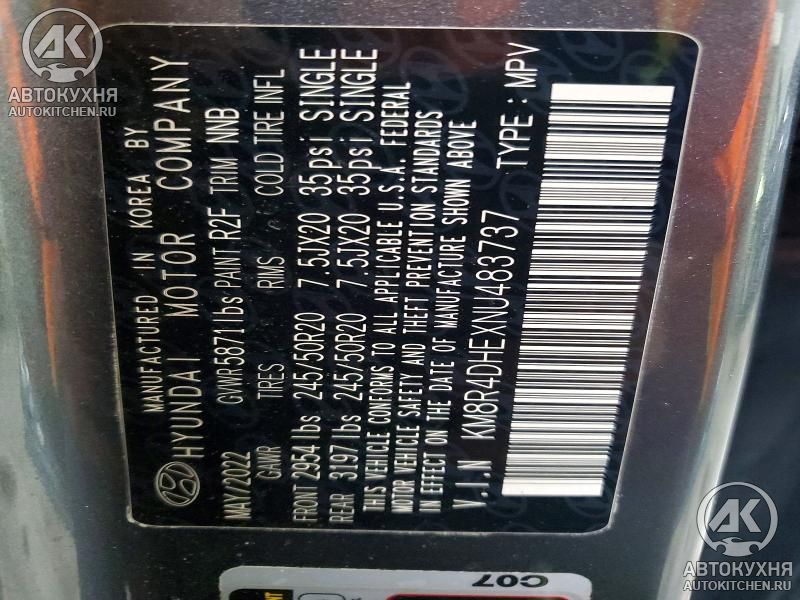 АВТОКУХНЯ
AUTOKITCHEN.RU
MANUFACTURED IN KOREA BY
HYUNDAI MOTOR COMPANY
MAY/2022 GVWR5871lbs PAINT R2F TRIM NNB
GAWR TIRES RIMS COLD TIRE INFL
FRONT 2954lbs 245/50R20 7.5JX20 35psi SINGLE
REAR 3197lbs 245/50R20 7.5JX20 35psi SINGLE
THIS VEHICLE CONFORMS TO ALL APPLICABLE U.S.A. FEDERAL
MOTOR VEHICLE SAFETY AND THEFT PREVENTION STANDARDS
IN EFFECT ON THE DATE OF MANUFACTURE SHOWN ABOVE
V.I.N KM8R4DHEXNU483737 TYPE : MPV
C07
АВТОКУХНЯ
AUTOKITCHEN.RU